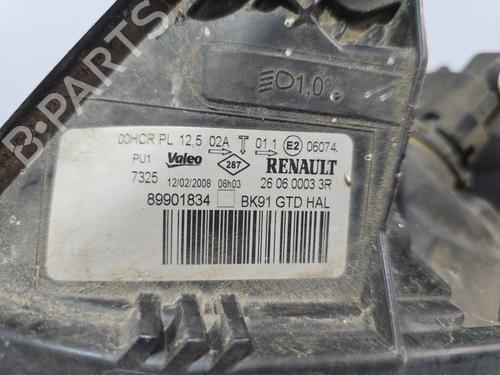 1,0%
00HCR PL 12,5 02A T 01,1 E2 06074
PU1 Valeo 287 RENAULT
7325 12/02/2008 06h03 26 06 0003 3R
89901834 BK91 GTD HAL
B-Parts